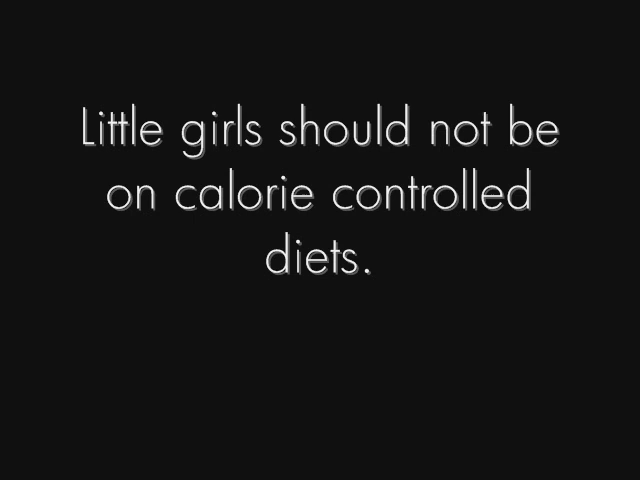 Little girls should not be
on calorie controlled
diets.